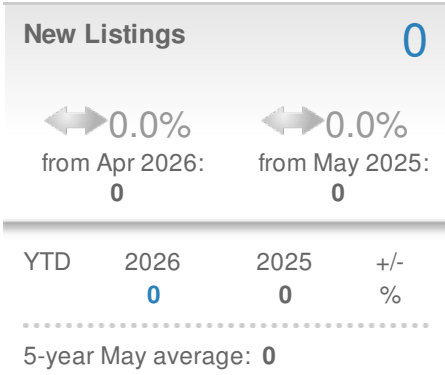 New Listings 0
0.0% 0.0%
from Apr 2026: from May 2025:
0 0
YTD 2026 2025 +/-
0 0 %
5-year May average: 0